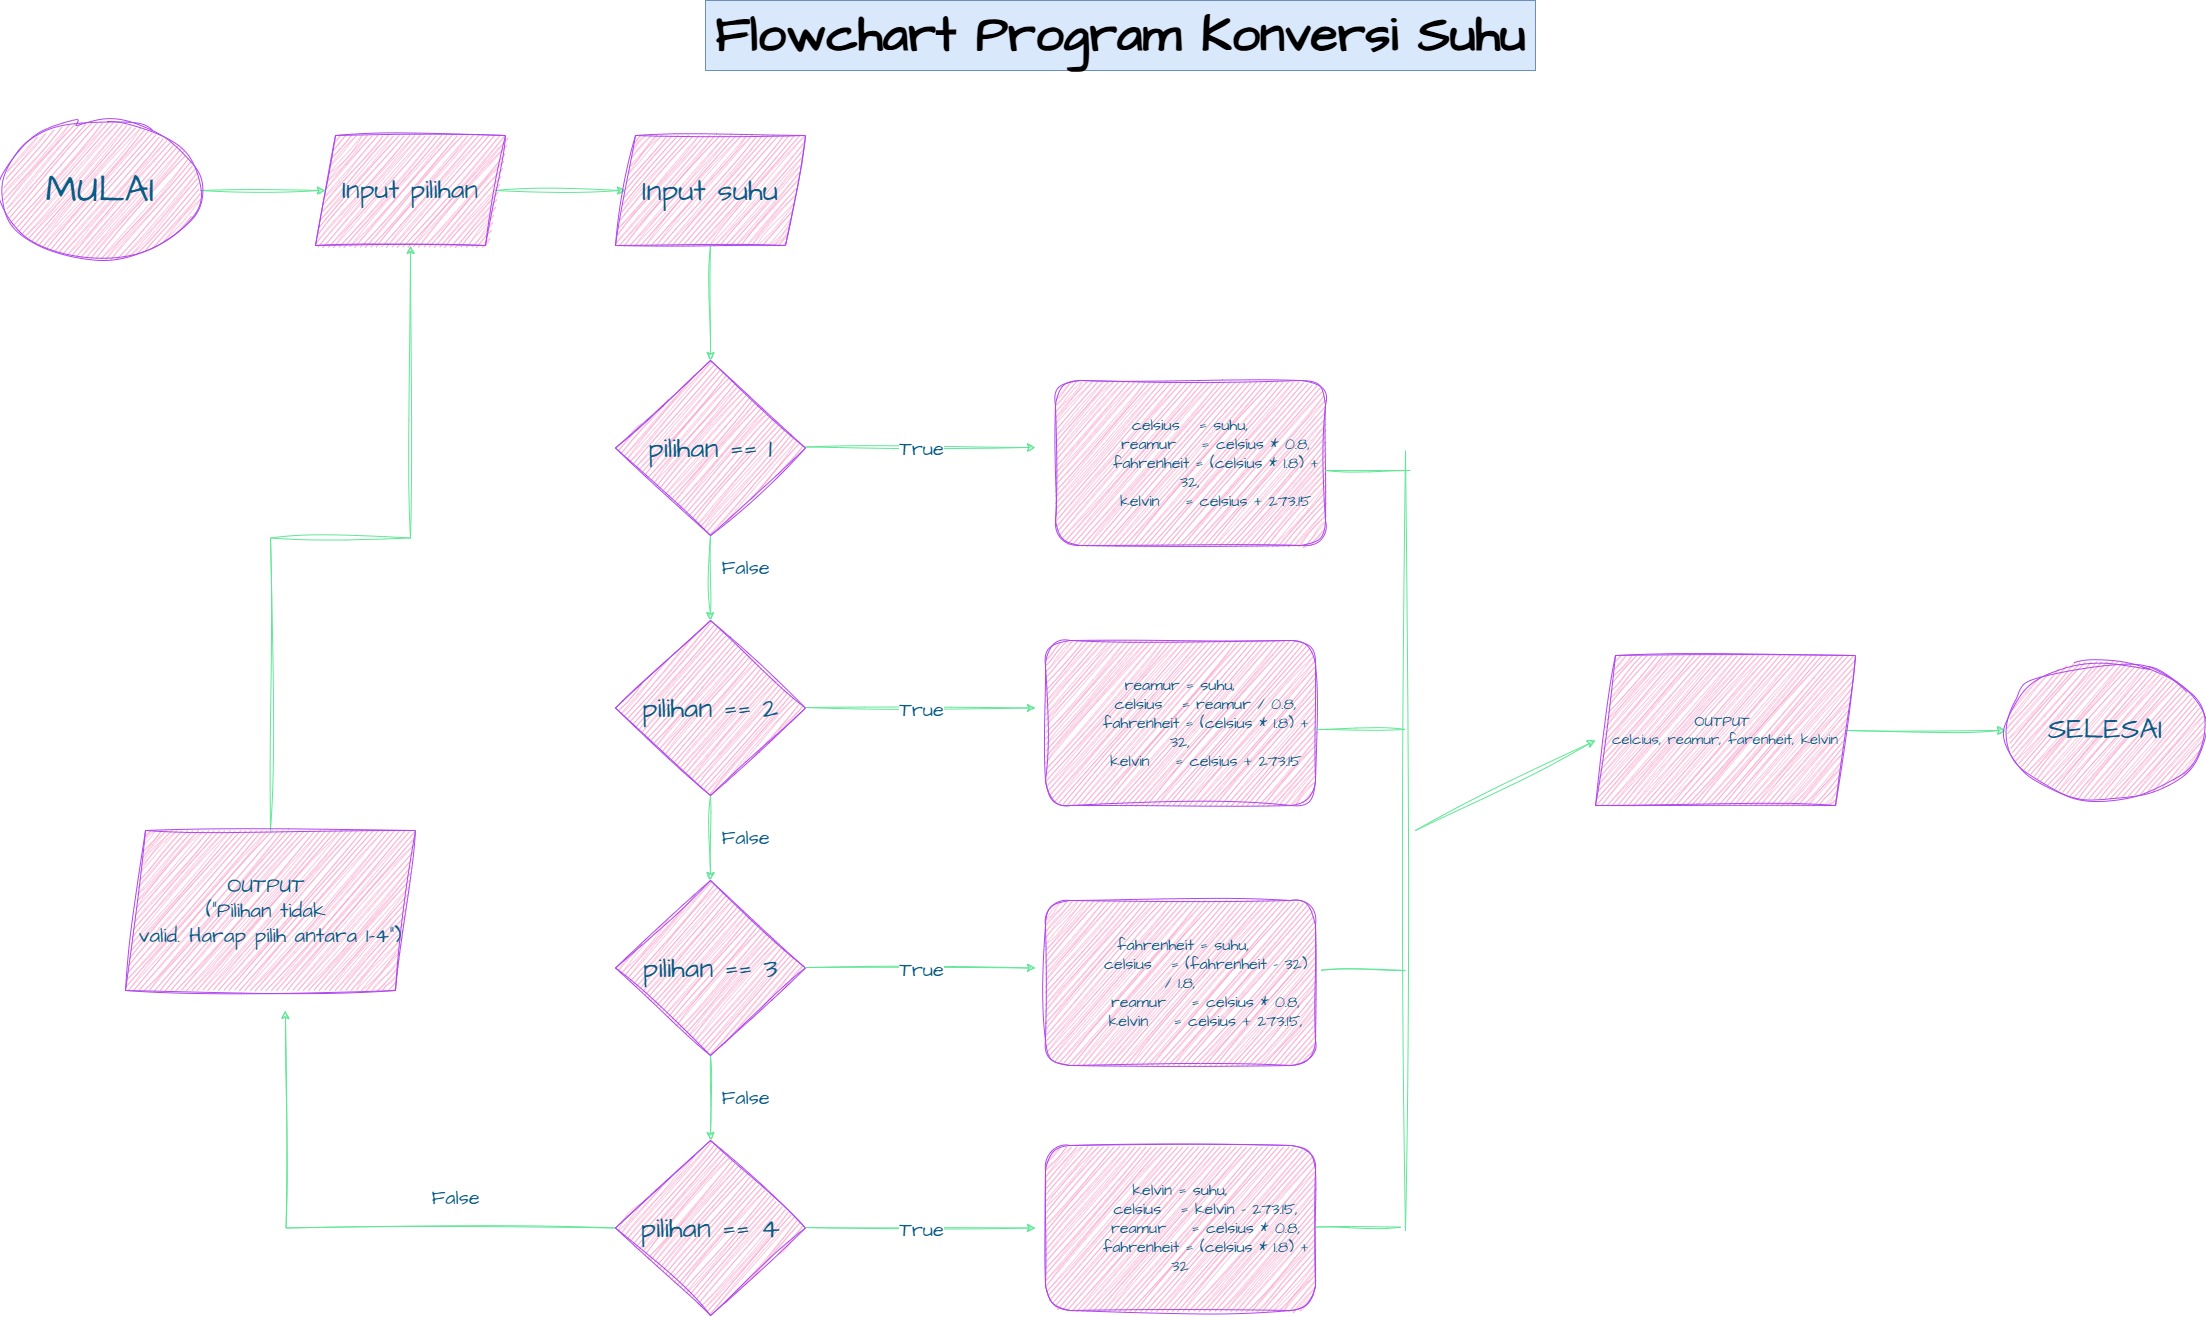 Flowchart Program Konversi Suhu
MULAI
Input pilihan
Input suhu
pilihan == 1
True
celsius = suhu,
reamur = celsius * 0.8,
fahrenheit = (celsius * 1.8) +
32,
kelvin = celsius + 273.15
False
pilihan == 2
True
reamur = suhu,
celsius = reamur / 0.8,
fahrenheit = (celsius * 1.8) +
32,
kelvin = celsius + 273.15
OUTPUT
celcius, reamur, farenheit, kelvin
SELESAI
False
OUTPUT
("Pilihan tidak
valid. Harap pilih antara 1-4")
pilihan == 3
True
fahrenheit = suhu,
celsius = (fahrenheit - 32)
/ 1.8,
reamur = celsius * 0.8,
kelvin = celsius + 273.15,
False
False
pilihan == 4
True
kelvin = suhu,
celsius = kelvin - 273.15,
reamur = celsius * 0.8,
fahrenheit = (celsius * 1.8) +
32